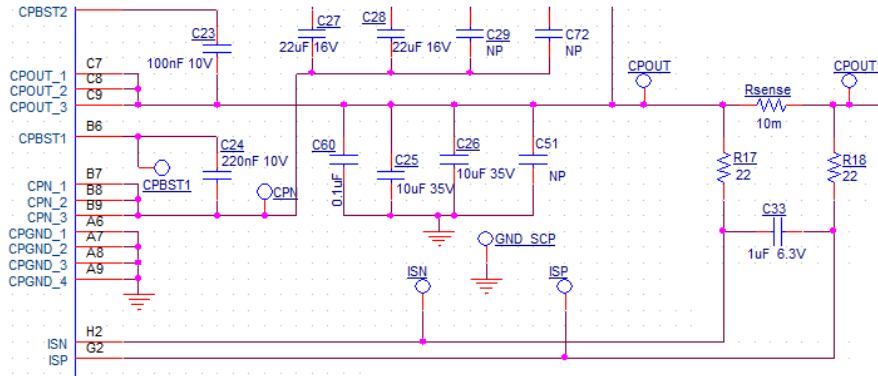 CPBST2
C23
100nF 10V
C27
22uF 16V
C28
22uF 16V
C29
NP
C72
NP
C7
CPOUT_1
C8
CPOUT_2
C9
CPOUT_3
CPOUT
Rsense
10m
CPOUT
B6
CPBST1
C24
220nF 10V
CPBST1
CPN
C60
0.1uF
C25
10uF 35V
C26
10uF 35V
C51
NP
R17
22
R18
22
B7
CPN_1
B8
CPN_2
B9
CPN_3
A6
CPGND_1
A7
CPGND_2
A8
CPGND_3
A9
CPGND_4
GND_SCP
C33
1uF 6.3V
ISN
ISP
H2
ISN
G2
ISP